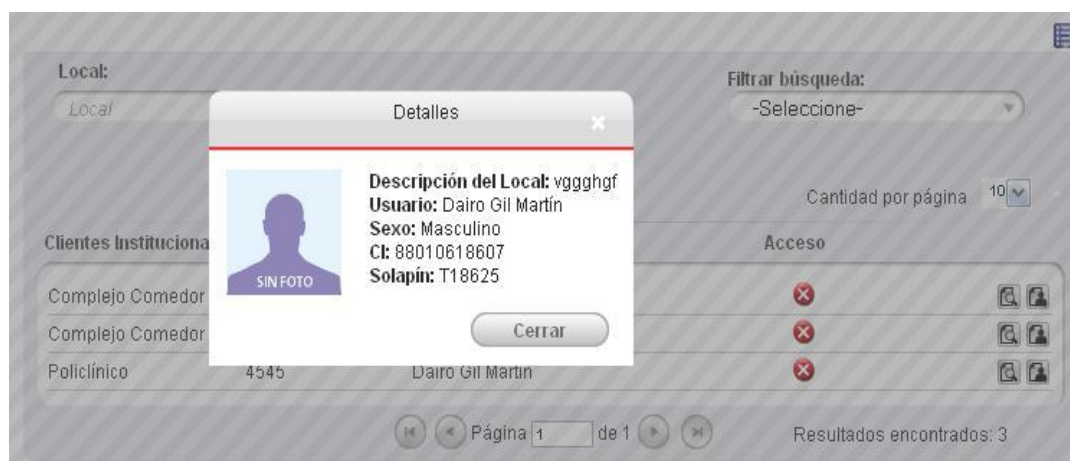 Local:
Filtrar búsqueda:
Local
-Seleccione-
Detalles
Descripción del Local: vggghgf
Usuario: Dairo Gil Martín
Sexo: Masculino
CI: 88010618607
Solapín: T18625
SIN FOTO
Cerrar
Cantidad por página 10
Clientes Instituciona
Acceso
Complejo Comedor
Complejo Comedor
Policlínico 4545 Dairo Gil Martín
Página 1 de 1
Resultados encontrados: 3